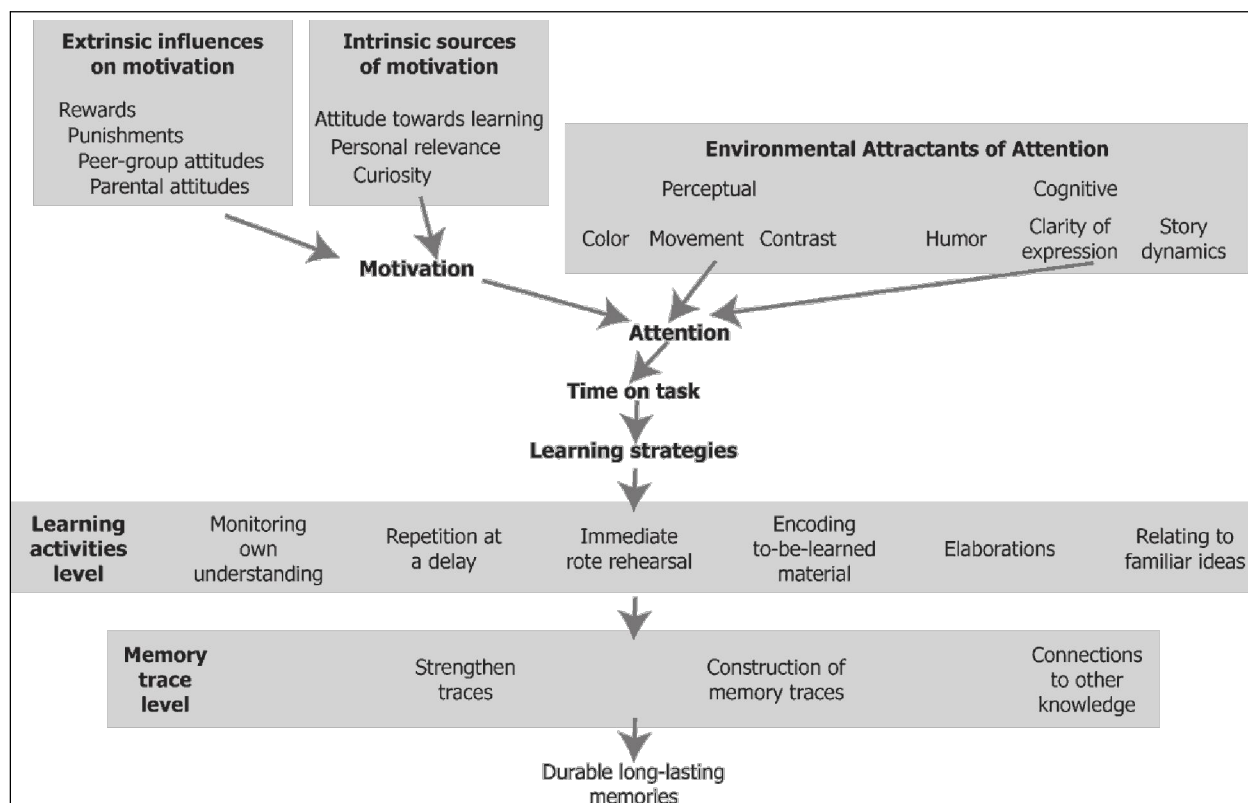 Extrinsic influences
on motivation
Rewards
Punishments
Peer-group attitudes
Parental attitudes
Intrinsic sources
of motivation
Attitude towards learning
Personal relevance
Curiosity
Environmental Attractants of Attention
Perceptual
Cognitive
Color
Movement
Contrast
Humor
Clarity of
expression
Story
dynamics
Motivation
Attention
Time on task
Learning strategies
Learning
activities
level
Monitoring
own
understanding
Repetition at
a delay
Immediate
rote rehearsal
Encoding
to-be-learned
material
Elaborations
Relating to
familiar ideas
Memory
trace
level
Strengthen
traces
Construction of
memory traces
Connections
to other
knowledge
Durable long-lasting
memories